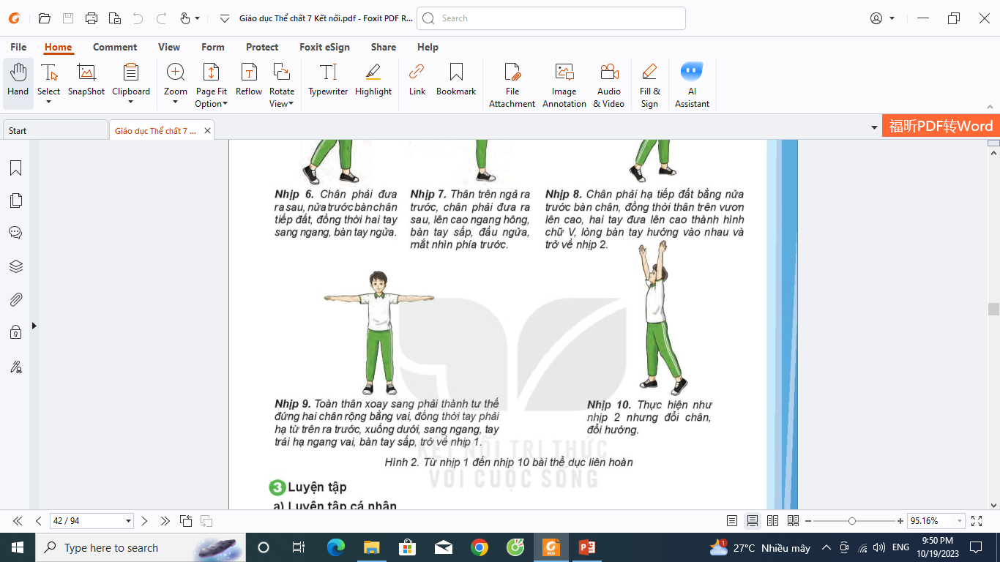 Giáo dục Thể chất 7 Kết nối.pdf - Foxit PDF R...
Search
File Home Comment View Form Protect Foxit eSign Share Help
Hand
Select
SnapShot
Clipboard
Zoom
Page Fit
Option
Reflow
Rotate
View
Typewriter
Highlight
Link
Bookmark
File
Attachment
Image
Annotation
Audio
& Video
Fill &
Sign
AI
Assistant
Start
Giáo dục Thể chất 7 ...
福昕PDF转Word
Nhịp 6. Chân phải đưa
ra sau, nửa trước bàn chân
tiếp đất, đồng thời hai tay
sang ngang, bàn tay ngửa.
Nhịp 7. Thân trên ngả ra
trước, chân phải đưa ra
sau, lên cao ngang hông,
bàn tay sấp, đầu ngửa,
mắt nhìn phía trước.
Nhịp 8. Chân phải hạ tiếp đất bằng nửa
trước bàn chân, đồng thời thân trên vươn
lên cao, hai tay đưa lên cao thành hình
chữ V, lòng bàn tay hướng vào nhau và
trở về nhịp 2.
Nhịp 9. Toàn thân xoay sang phải thành tư thế
đứng hai chân rộng bằng vai, đồng thời tay phải
hạ từ trên ra trước, xuống dưới, sang ngang, tay
trái hạ ngang vai, bàn tay sấp, trở về nhịp 1.
Nhịp 10. Thực hiện như
nhịp 2 nhưng đổi chân,
đổi hướng.
KẾT NỐI TRI THỨC
VỚI CUỘC SỐNG
Hình 2. Từ nhịp 1 đến nhịp 10 bài thể dục liên hoàn
3 Luyện tập
a) Luyện tập cá nhân
42 / 94
95.16%
Type here to search
1
27°C Nhiều mây
ENG
9:50 PM
10/19/2023